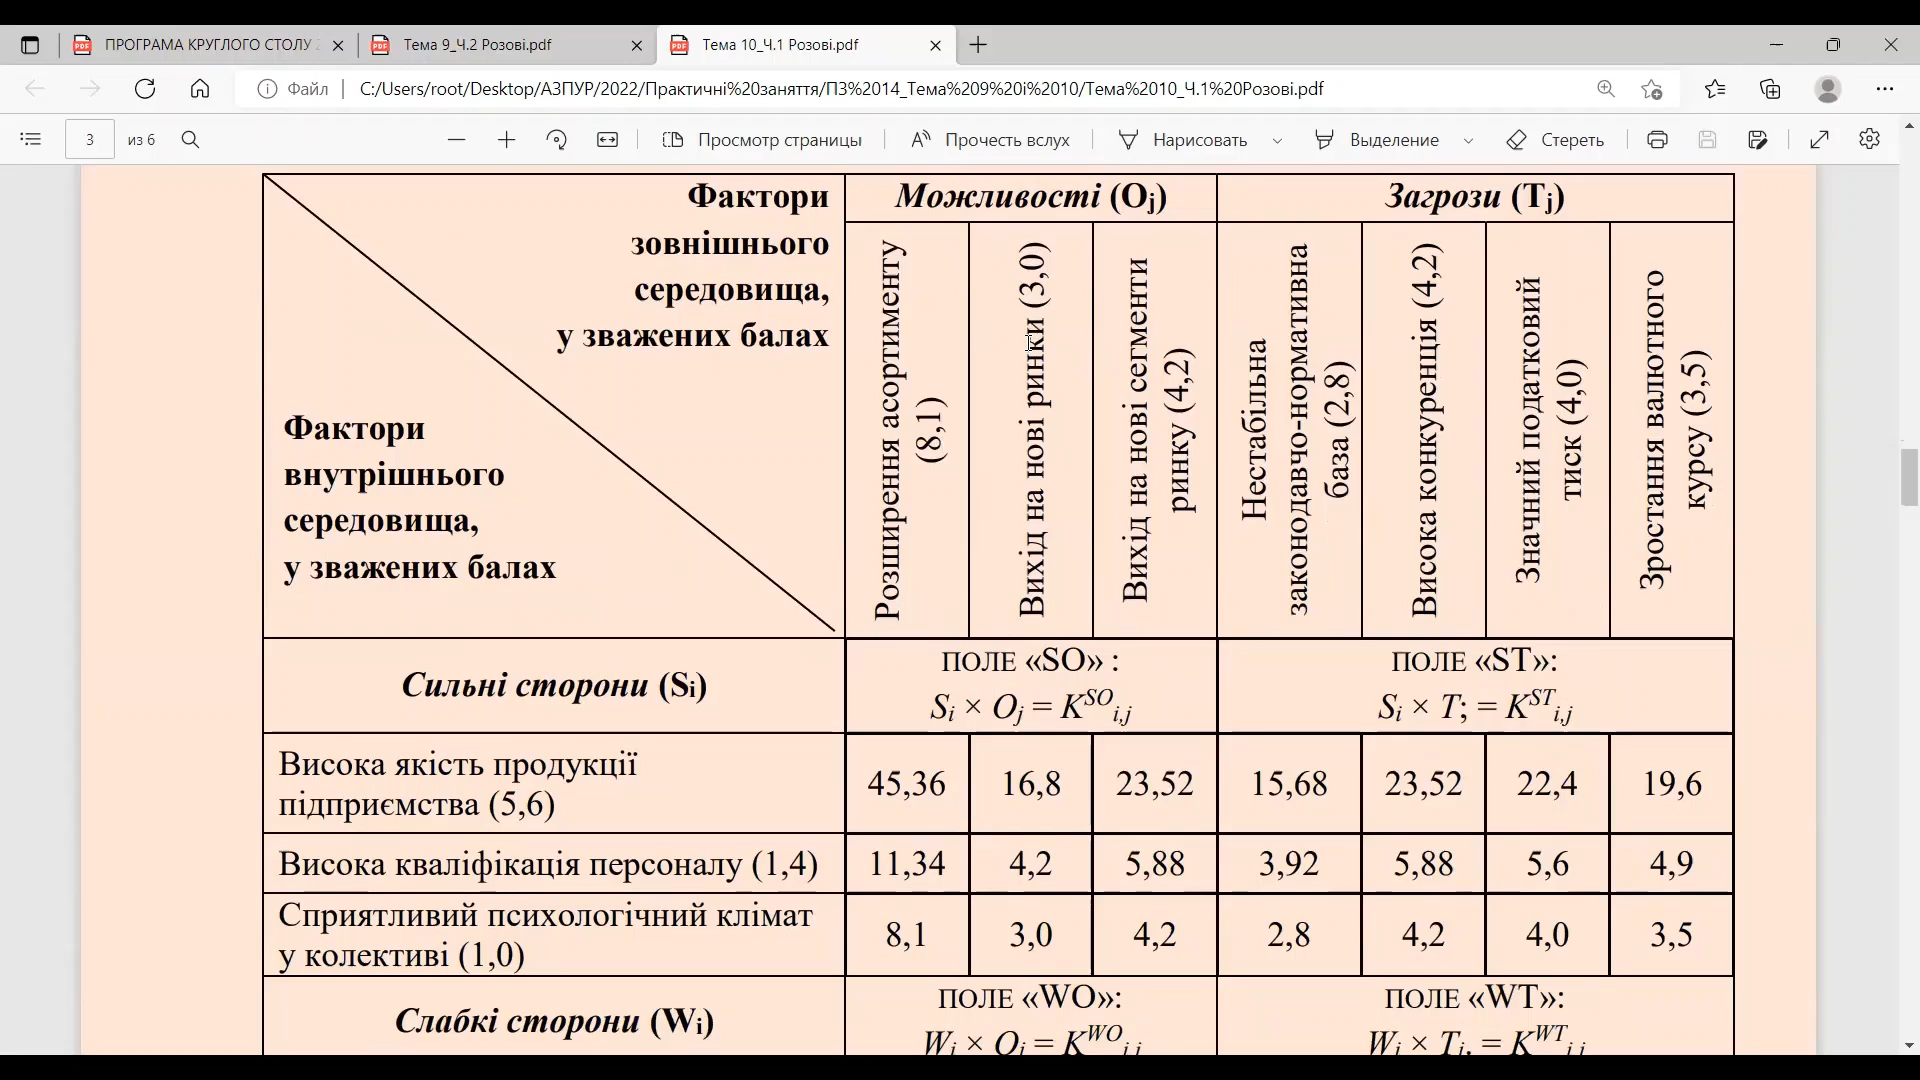 ПРОГРАМА КРУГЛОГО СТОЛУ
Тема 9_Ч.2 Розові.pdf
Тема 10_Ч.1 Розові.pdf
Файл
C:/Users/root/Desktop/АЗПУР/2022/Практичні%20заняття/ПЗ%2014_Тема%209%20і%2010/Тема%2010_Ч.1%20Розові.pdf
3 из 6
Просмотр страницы
Прочесть вслух
Нарисовать
Выделение
Стереть
Фактори
зовнішнього
середовища,
у зважених балах
Фактори
внутрішнього
середовища,
у зважених балах
Можливості (Oj)
Загрози (Tj)
Розширення асортименту
(8,1)
Вихід на нові ринки (3,0)
Вихід на нові сегменти
ринку (4,2)
Нестабільна
законодавчо-нормативна
база (2,8)
Висока конкуренція (4,2)
Значний податковий
тиск (4,0)
Зростання валютного
курсу (3,5)
Сильні сторони (Si)
ПОЛЕ «SO» :
Si × Oj = K^SO i,j
ПОЛЕ «ST»:
Si × T; = K^ST i,j
Висока якість продукції
підприємства (5,6)
45,36 16,8 23,52 15,68 23,52 22,4 19,6
Висока кваліфікація персоналу (1,4) 11,34 4,2 5,88 3,92 5,88 5,6 4,9
Сприятливий психологічний клімат
у колективі (1,0)
8,1 3,0 4,2 2,8 4,2 4,0 3,5
Слабкі сторони (Wi)
ПОЛЕ «WO»:
Wi × Oj = K^WO i,j
ПОЛЕ «WT»:
Wi × Tj. = K^WT i,j